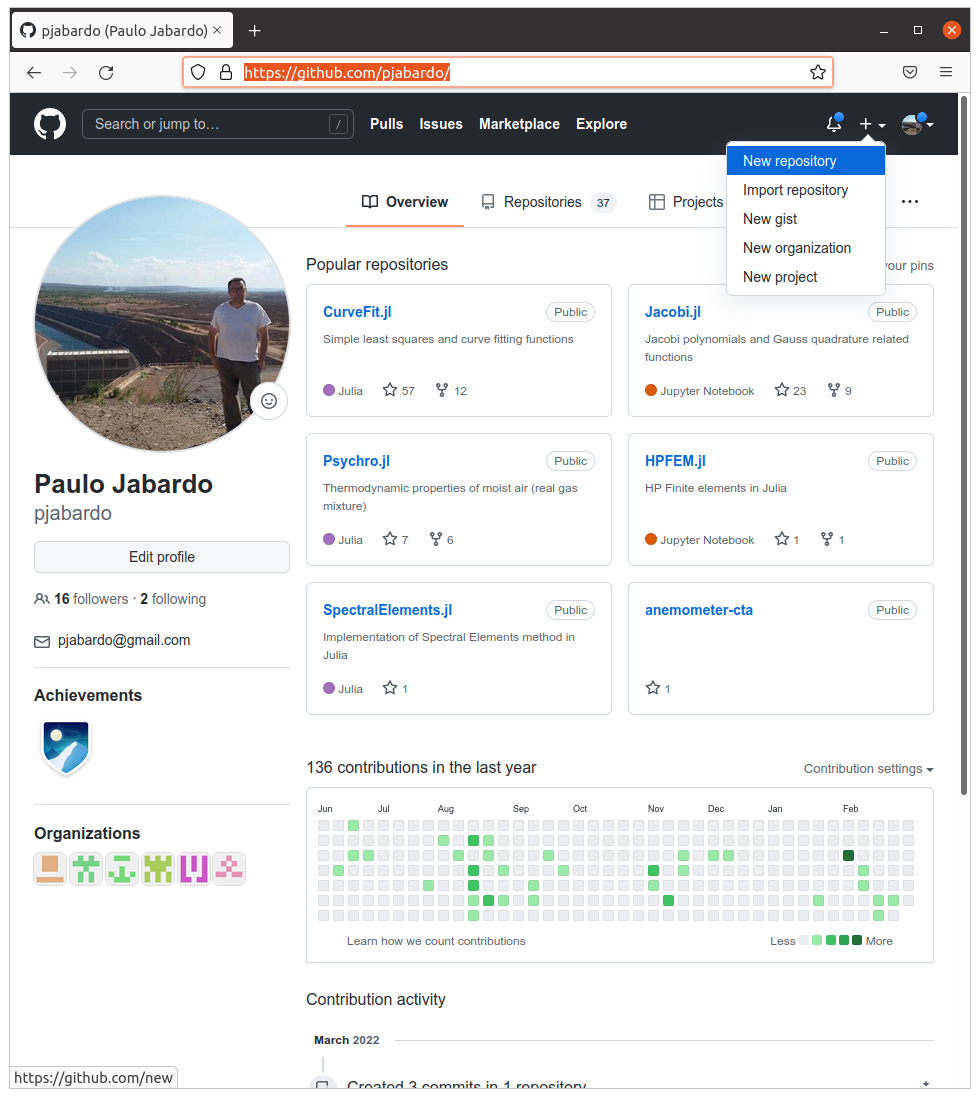 pjabardo (Paulo Jabardo)
https://github.com/pjabardo/
Search or jump to… /
Pulls Issues Marketplace Explore
New repository
Import repository
New gist
New organization
New project
Overview Repositories 37 Projects
Popular repositories
your pins
CurveFit.jl Public
Simple least squares and curve fitting functions
Julia 57 12
Jacobi.jl Public
Jacobi polynomials and Gauss quadrature related
functions
Jupyter Notebook 23 9
Psychro.jl Public
Thermodynamic properties of moist air (real gas
mixture)
Julia 7 6
HPFEM.jl Public
HP Finite elements in Julia
Jupyter Notebook 1 1
SpectralElements.jl Public
Implementation of Spectral Elements method in
Julia
Julia 1
anemometer-cta Public
1
Paulo Jabardo
pjabardo
Edit profile
16 followers · 2 following
pjabardo@gmail.com
Achievements
Organizations
136 contributions in the last year
Contribution settings
Jun Jul Aug Sep Oct Nov Dec Jan Feb
Learn how we count contributions
Less More
Contribution activity
March 2022
Created 3 commits in 1 repository
https://github.com/new